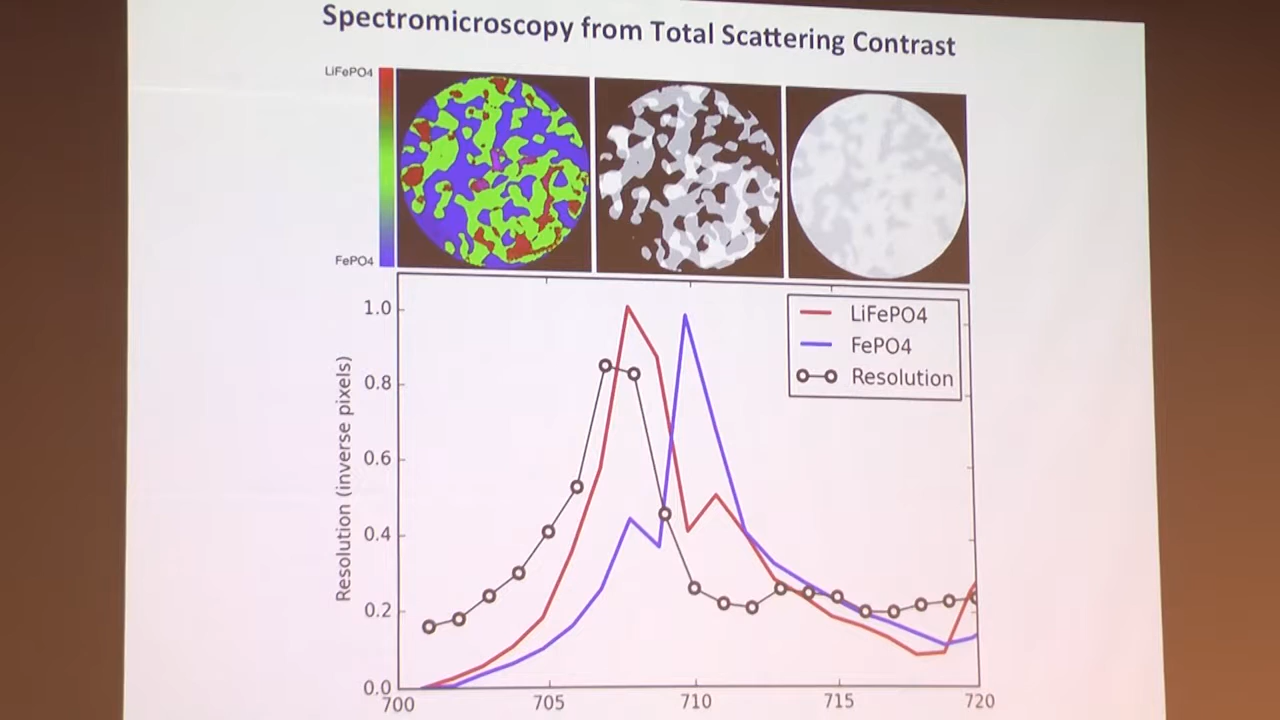 Spectromicroscopy from Total Scattering Contrast
LiFePO4
FePO4
1.0
0.8
0.6
0.4
0.2
0.0
Resolution (inverse pixels)
LiFePO4
FePO4
Resolution
700
705
710
715
720